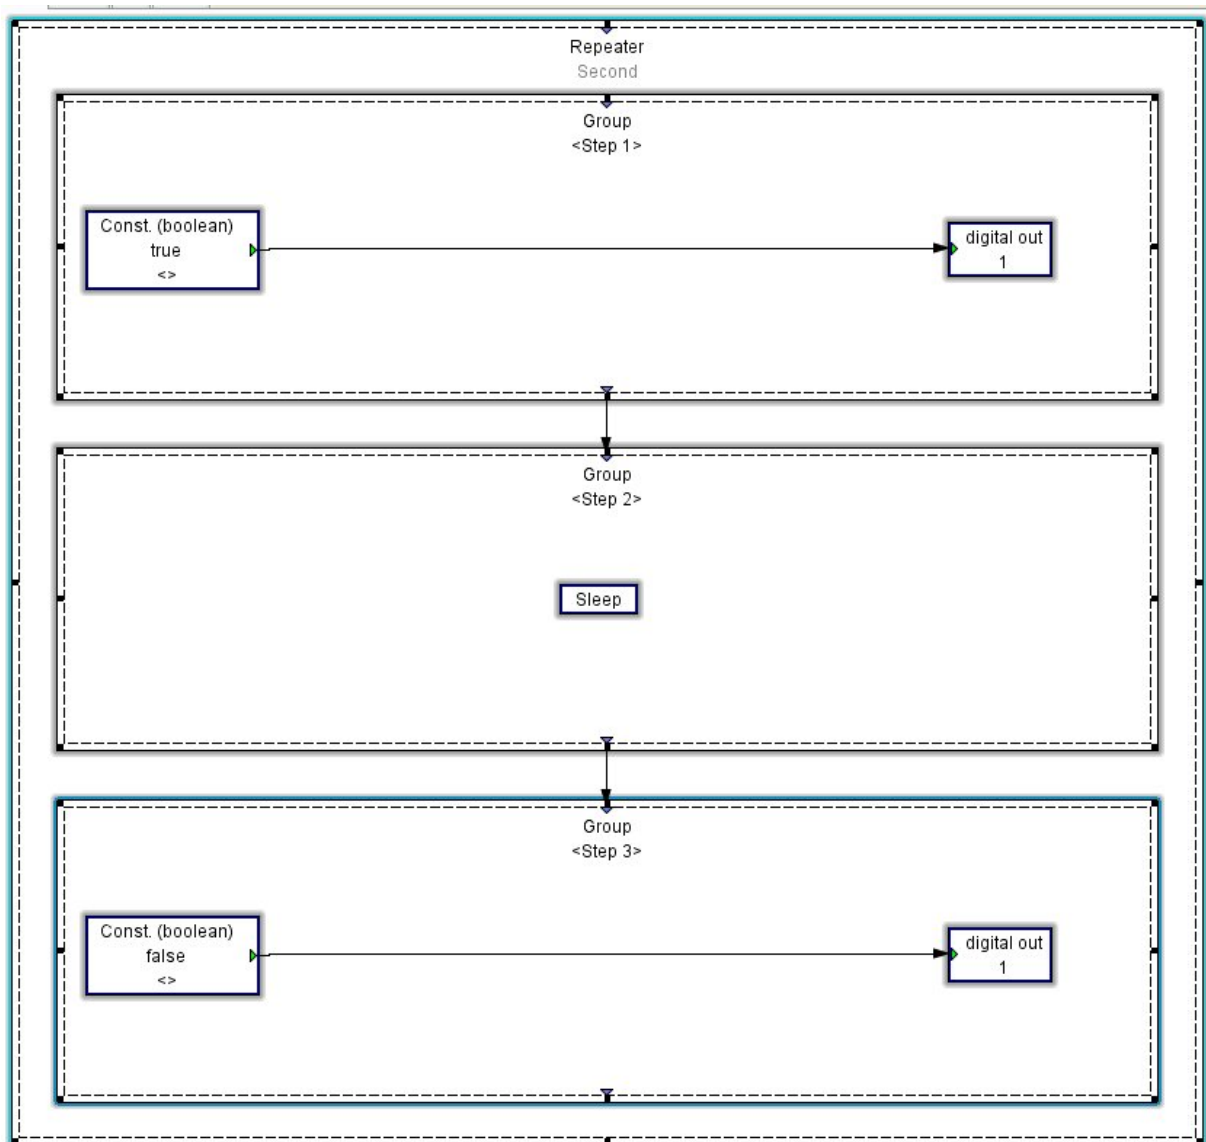 Repeater
Second
Group
<Step 1>
Const. (boolean)
true
<>
digital out
1
Group
<Step 2>
Sleep
Group
<Step 3>
Const. (boolean)
false
<>
digital out
1